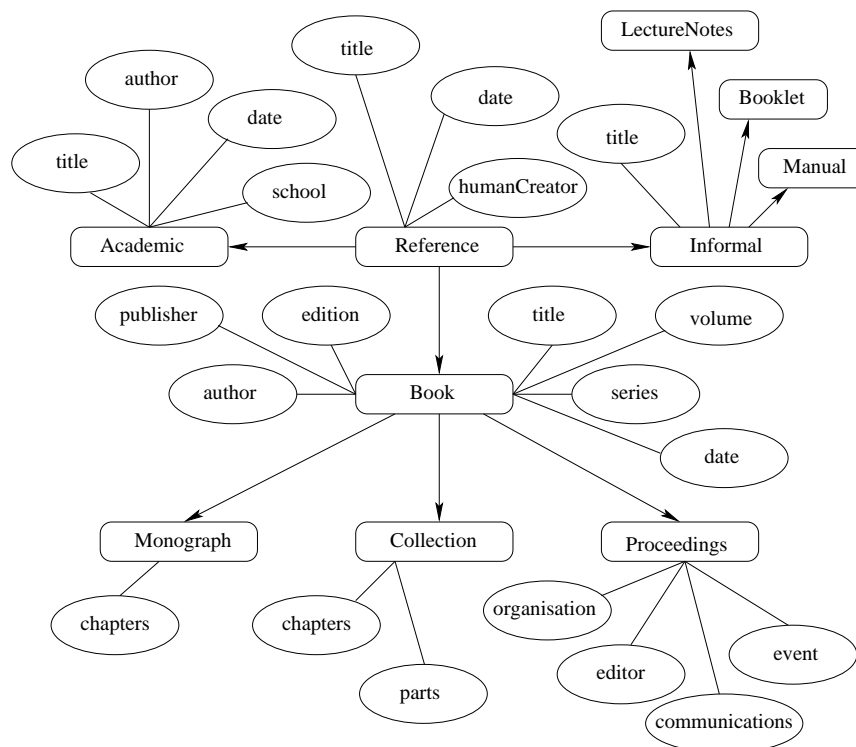 LectureNotes
title
author
Booklet
date
date
title
title
Manual
school
humanCreator
Academic
Reference
Informal
publisher
edition
title
volume
author
Book
series
date
Monograph
Collection
Proceedings
organisation
chapters
chapters
event
editor
parts
communications